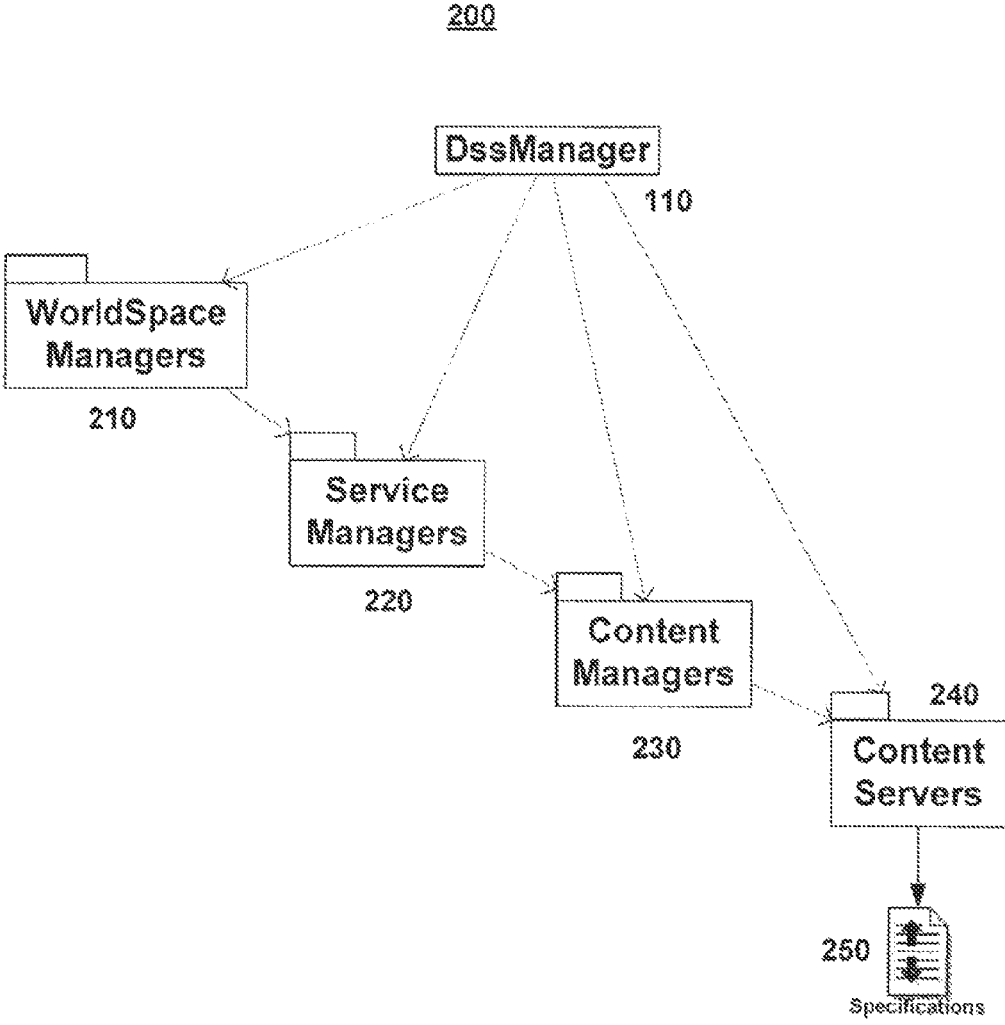 200
DssManager
110
WorldSpace
Managers
210
Service
Managers
220
Content
Managers
230
240
Content
Servers
250
Specifications